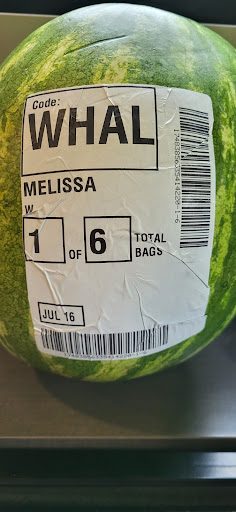 Code:
WHAL
MELISSA
W
1 OF 6 TOTAL BAGS
JUL 16